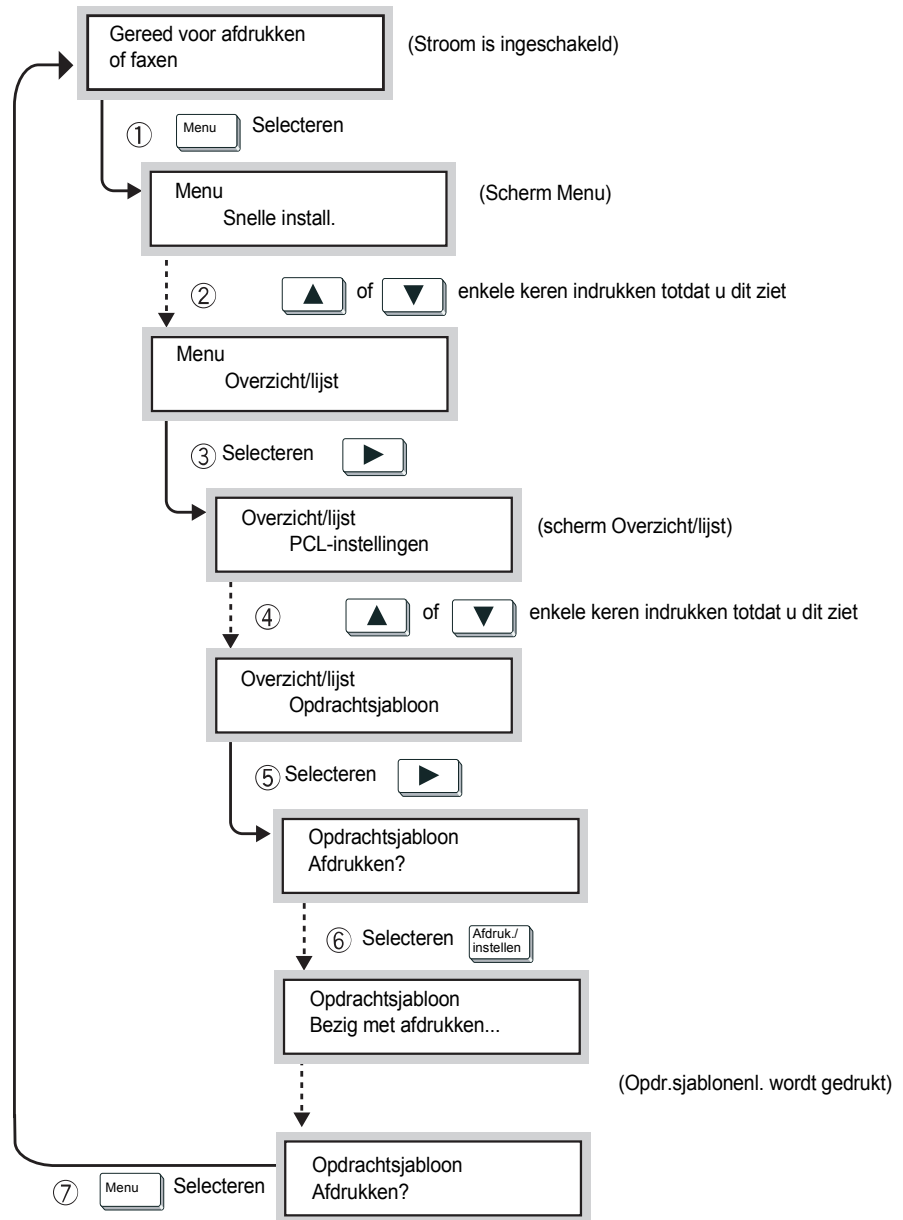 Gereed voor afdrukken
of faxen
(Stroom is ingeschakeld)
① Menu Selecteren
Menu
Snelle install.
(Scherm Menu)
② ▲ of ▼ enkele keren indrukken totdat u dit ziet
Menu
Overzicht/lijst
③ Selecteren ►
Overzicht/lijst
PCL-instellingen
(scherm Overzicht/lijst)
④ ▲ of ▼ enkele keren indrukken totdat u dit ziet
Overzicht/lijst
Opdrachtsjabloon
⑤ Selecteren ►
Opdrachtsjabloon
Afdrukken?
⑥ Selecteren Afdruk./
instellen
Opdrachtsjabloon
Bezig met afdrukken...
(Opdr.sjablonenl. wordt gedrukt)
Opdrachtsjabloon
Afdrukken?
⑦ Menu Selecteren